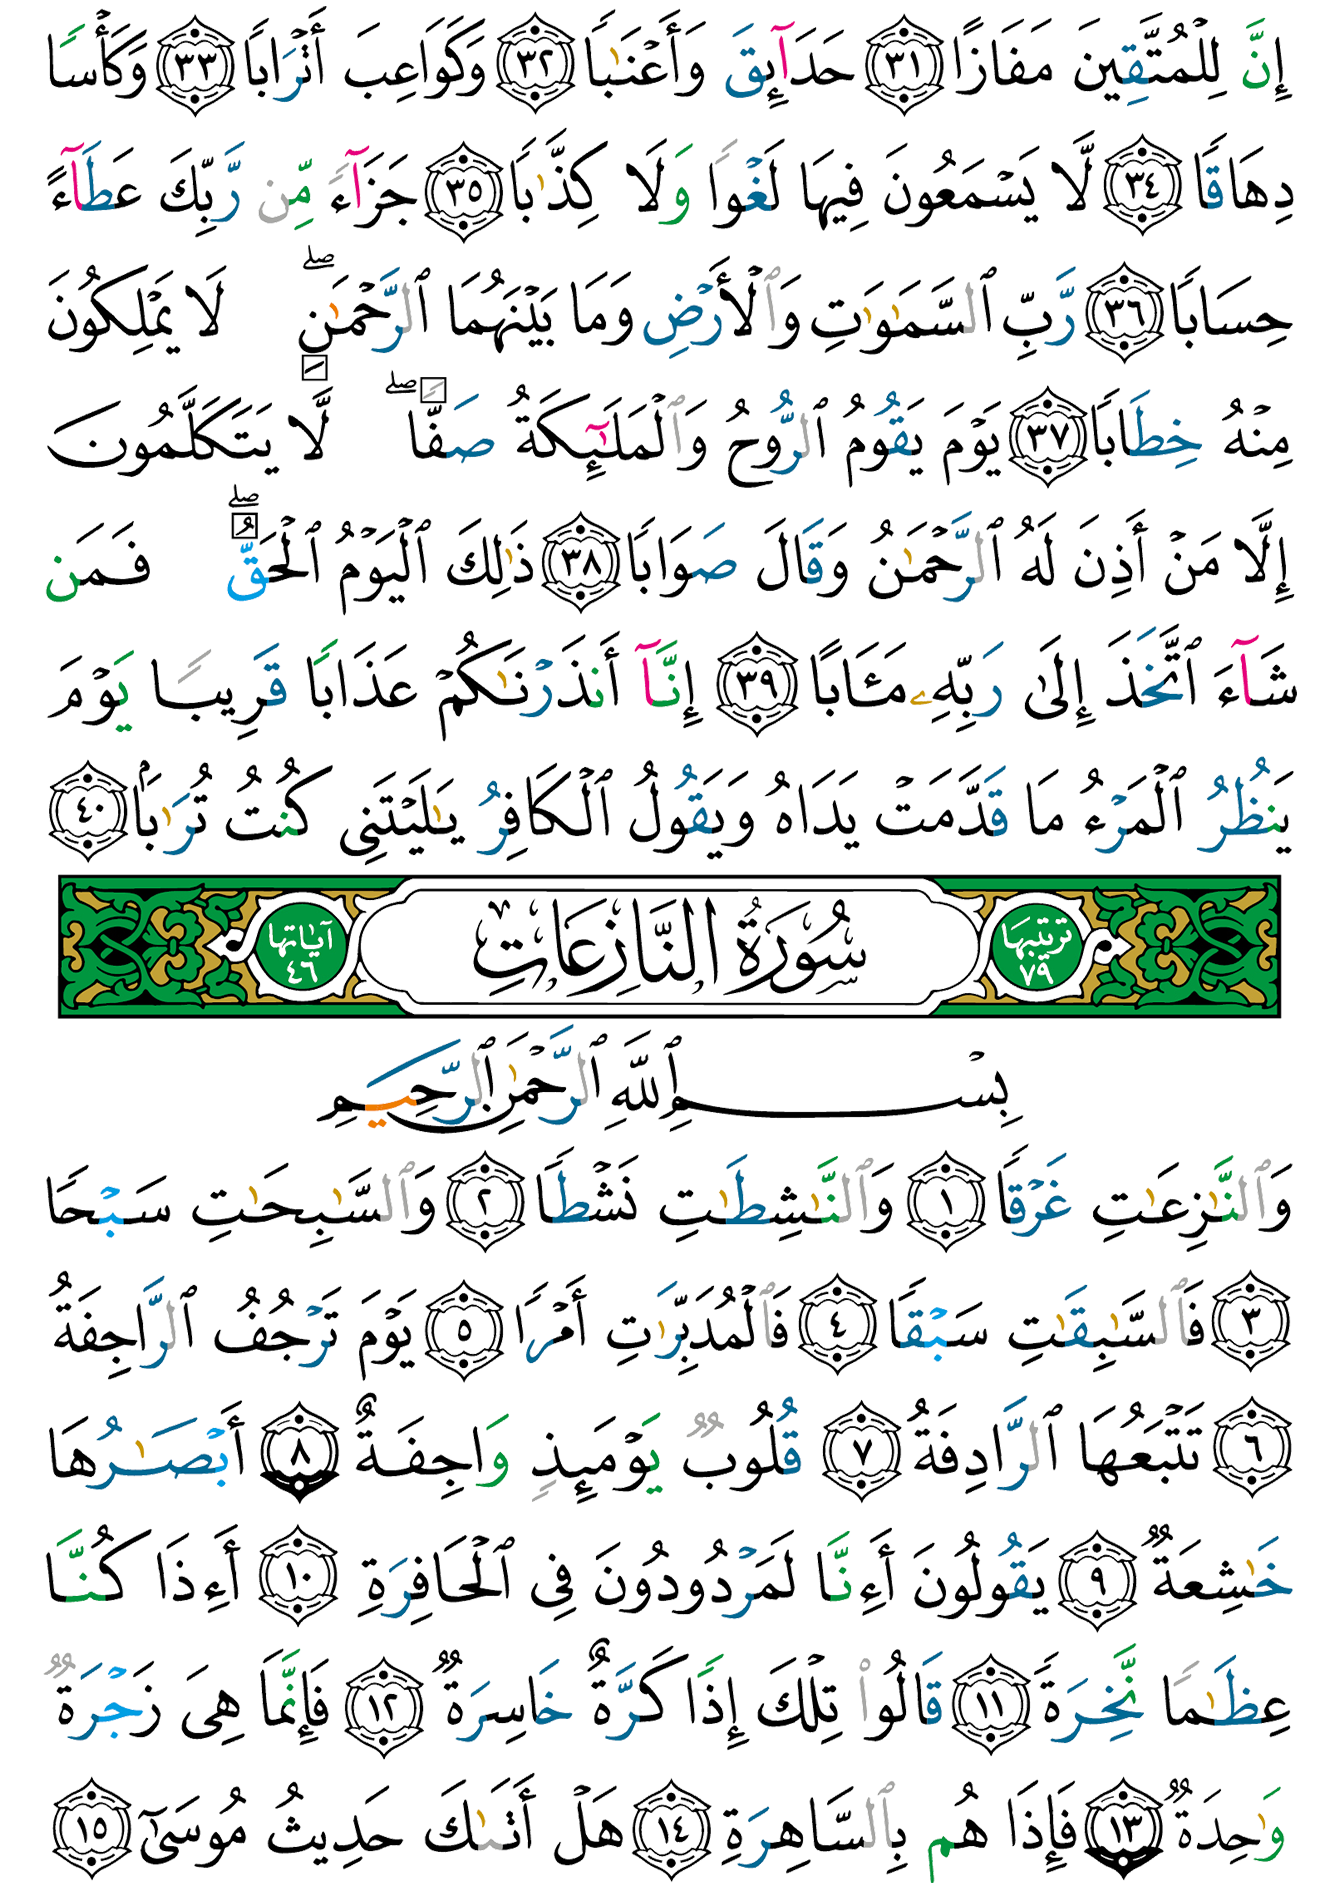 إِنَّ لِلْمُتَّقِينَ مَفَازًا ٣١ حَدَآئِقَ وَأَعْنَٰبًا ٣٢ وَكَوَاعِبَ أَتْرَابًا ٣٣ وَكَأْسًا
دِهَاقًا ٣٤ لَّا يَسْمَعُونَ فِيهَا لَغْوًا وَلَا كِذَّٰبًا ٣٥ جَزَآءً مِّن رَّبِّكَ عَطَآءً
حِسَابًا ٣٦ رَّبِّ ٱلسَّمَٰوَٰتِ وَٱلْأَرْضِ وَمَا بَيْنَهُمَا ٱلرَّحْمَٰنِ ۖ لَا يَمْلِكُونَ
مِنْهُ خِطَابًا ٣٧ يَوْمَ يَقُومُ ٱلرُّوحُ وَٱلْمَلَٰٓئِكَةُ صَفًّا ۖ لَّا يَتَكَلَّمُونَ
إِلَّا مَنْ أَذِنَ لَهُ ٱلرَّحْمَٰنُ وَقَالَ صَوَابًا ٣٨ ذَٰلِكَ ٱلْيَوْمُ ٱلْحَقُّ ۖ فَمَن
شَآءَ ٱتَّخَذَ إِلَىٰ رَبِّهِۦ مَـَٔابًا ٣٩ إِنَّآ أَنذَرْنَٰكُمْ عَذَابًا قَرِيبًا يَوْمَ
يَنظُرُ ٱلْمَرْءُ مَا قَدَّمَتْ يَدَاهُ وَيَقُولُ ٱلْكَافِرُ يَٰلَيْتَنِى كُنتُ تُرَٰبًۢا ٤٠
تَرتيبها ٧٩ سُورَةُ النَّازِعَاتِ آيَاتها ٤٦
بِسْمِ ٱللَّهِ ٱلرَّحْمَٰنِ ٱلرَّحِيمِ
وَٱلنَّٰزِعَٰتِ غَرْقًا ١ وَٱلنَّٰشِطَٰتِ نَشْطًا ٢ وَٱلسَّٰبِحَٰتِ سَبْحًا
٣ فَٱلسَّٰبِقَٰتِ سَبْقًا ٤ فَٱلْمُدَبِّرَٰتِ أَمْرًا ٥ يَوْمَ تَرْجُفُ ٱلرَّاجِفَةُ
٦ تَتْبَعُهَا ٱلرَّادِفَةُ ٧ قُلُوبٌ يَوْمَئِذٍ وَاجِفَةٌ ٨ أَبْصَٰرُهَا
خَٰشِعَةٌ ٩ يَقُولُونَ أَءِنَّا لَمَرْدُودُونَ فِى ٱلْحَافِرَةِ ١٠ أَءِذَا كُنَّا
عِظَٰمًا نَّخِرَةً ١١ قَالُوا۟ تِلْكَ إِذًا كَرَّةٌ خَاسِرَةٌ ١٢ فَإِنَّمَا هِىَ زَجْرَةٌ
وَٰحِدَةٌ ١٣ فَإِذَا هُم بِٱلسَّاهِرَةِ ١٤ هَلْ أَتَىٰكَ حَدِيثُ مُوسَىٰٓ ١٥